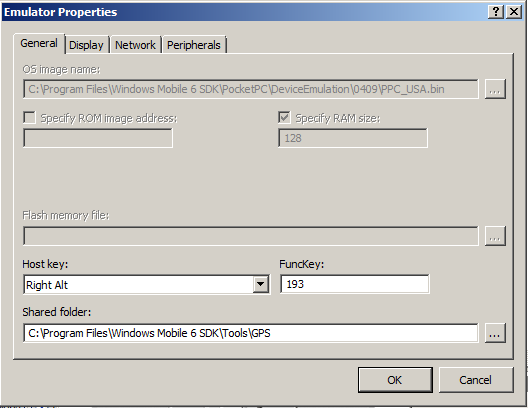 Emulator Properties
General Display Network Peripherals
OS image name:
C:\Program Files\Windows Mobile 6 SDK\PocketPC\DeviceEmulation\0409\PPC_USA.bin ...
Specify ROM image address: Specify RAM size:
128
Flash memory file:
...
Host key: FuncKey:
Right Alt 193
Shared folder:
C:\Program Files\Windows Mobile 6 SDK\Tools\GPS ...
OK Cancel